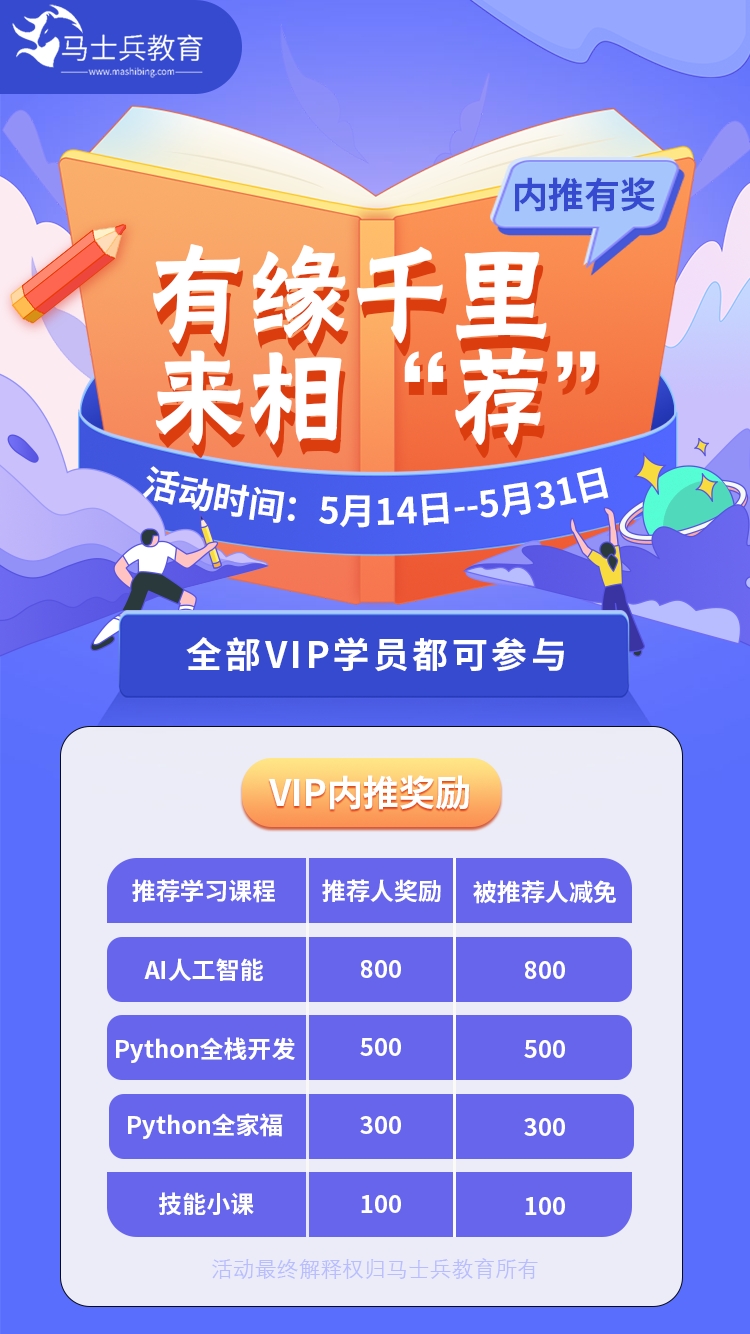 马士兵教育
www.mashibing.com
内推有奖
有缘千里
来相“荐”
活动时间：5月14日--5月31日
全部VIP学员都可参与
VIP内推奖励
推荐学习课程 推荐人奖励 被推荐人减免
AI人工智能 800 800
Python全栈开发 500 500
Python全家福 300 300
技能小课 100 100
活动最终解释权归马士兵教育所有